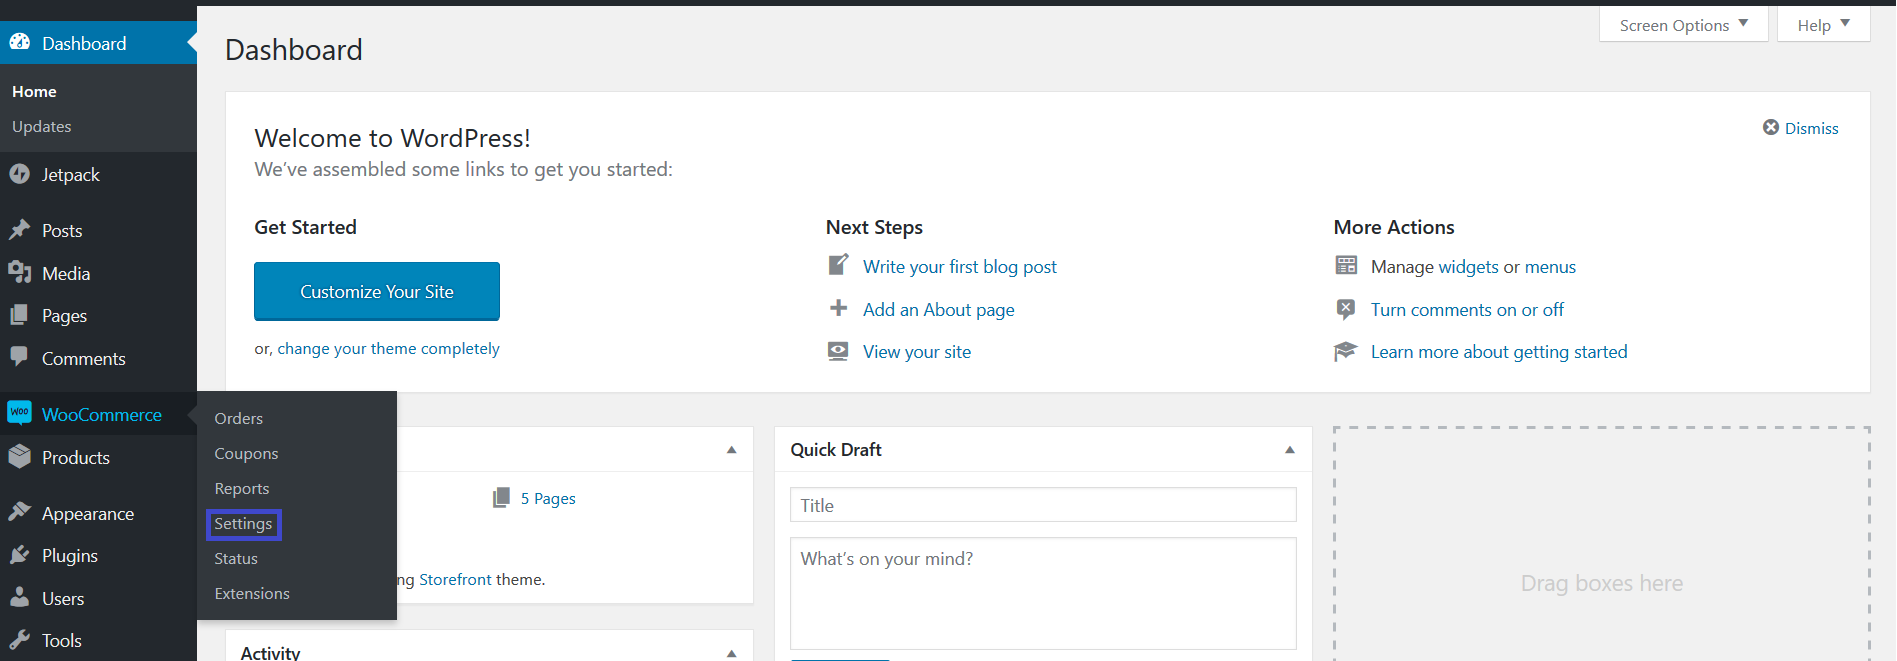 Screen Options
Help
Dashboard
Home
Updates
Jetpack
Posts
Media
Pages
Comments
Woo WooCommerce
Products
Appearance
Plugins
Users
Tools
Orders
Coupons
Reports
Settings
Status
Extensions
Dashboard
Welcome to WordPress!
Dismiss
We've assembled some links to get you started:
Get Started
Customize Your Site
or, change your theme completely
Next Steps
Write your first blog post
Add an About page
View your site
More Actions
Manage widgets or menus
Turn comments on or off
Learn more about getting started
5 Pages
ng Storefront theme.
Activity
Quick Draft
Title
What's on your mind?
Drag boxes here